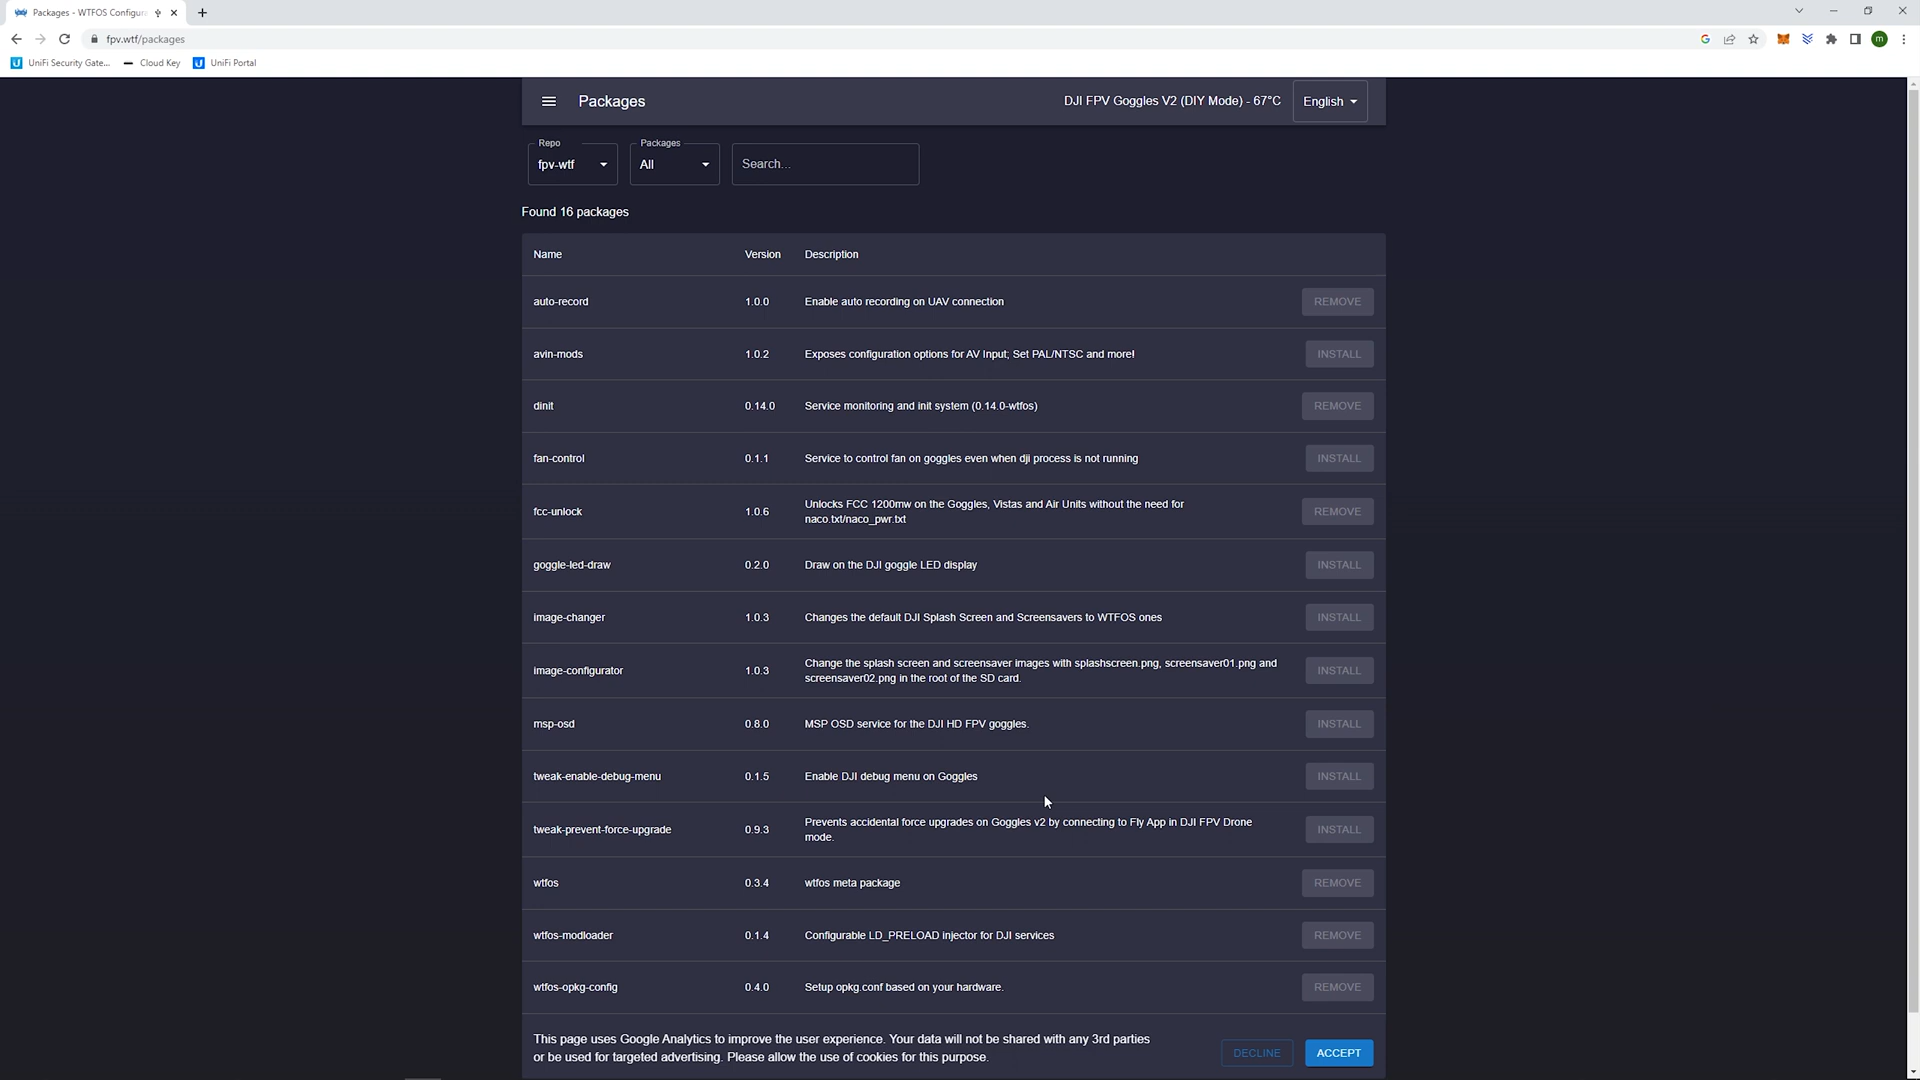 Packages - WTFOS Configur
fpv.wtf/packages
UniFi Security Gate...
Cloud Key
UniFi Portal
Packages
DJI FPV Goggles V2 (DIY Mode) - 67°C
English
Repo
fpv-wtf
Packages
All
Search...
Found 16 packages
Name Version Description
auto-record 1.0.0 Enable auto recording on UAV connection REMOVE
avin-mods 1.0.2 Exposes configuration options for AV Input; Set PAL/NTSC and more! INSTALL
dinit 0.14.0 Service monitoring and init system (0.14.0-wtfos) REMOVE
fan-control 0.1.1 Service to control fan on goggles even when dji process is not running INSTALL
fcc-unlock 1.0.6 Unlocks FCC 1200mw on the Goggles, Vistas and Air Units without the need for
naco.txt/naco_pwr.txt REMOVE
goggle-led-draw 0.2.0 Draw on the DJI goggle LED display INSTALL
image-changer 1.0.3 Changes the default DJI Splash Screen and Screensavers to WTFOS ones INSTALL
image-configurator 1.0.3 Change the splash screen and screensaver images with splashscreen.png, screensaver01.png and
screensaver02.png in the root of the SD card. INSTALL
msp-osd 0.8.0 MSP OSD service for the DJI HD FPV goggles. INSTALL
tweak-enable-debug-menu 0.1.5 Enable DJI debug menu on Goggles INSTALL
tweak-prevent-force-upgrade 0.9.3 Prevents accidental force upgrades on Goggles v2 by connecting to Fly App in DJI FPV Drone
mode. INSTALL
wtfos 0.3.4 wtfos meta package REMOVE
wtfos-modloader 0.1.4 Configurable LD_PRELOAD injector for DJI services REMOVE
wtfos-opkg-config 0.4.0 Setup opkg.conf based on your hardware. REMOVE
This page uses Google Analytics to improve the user experience. Your data will not be shared with any 3rd parties
or be used for targeted advertising. Please allow the use of cookies for this purpose.
DECLINE
ACCEPT